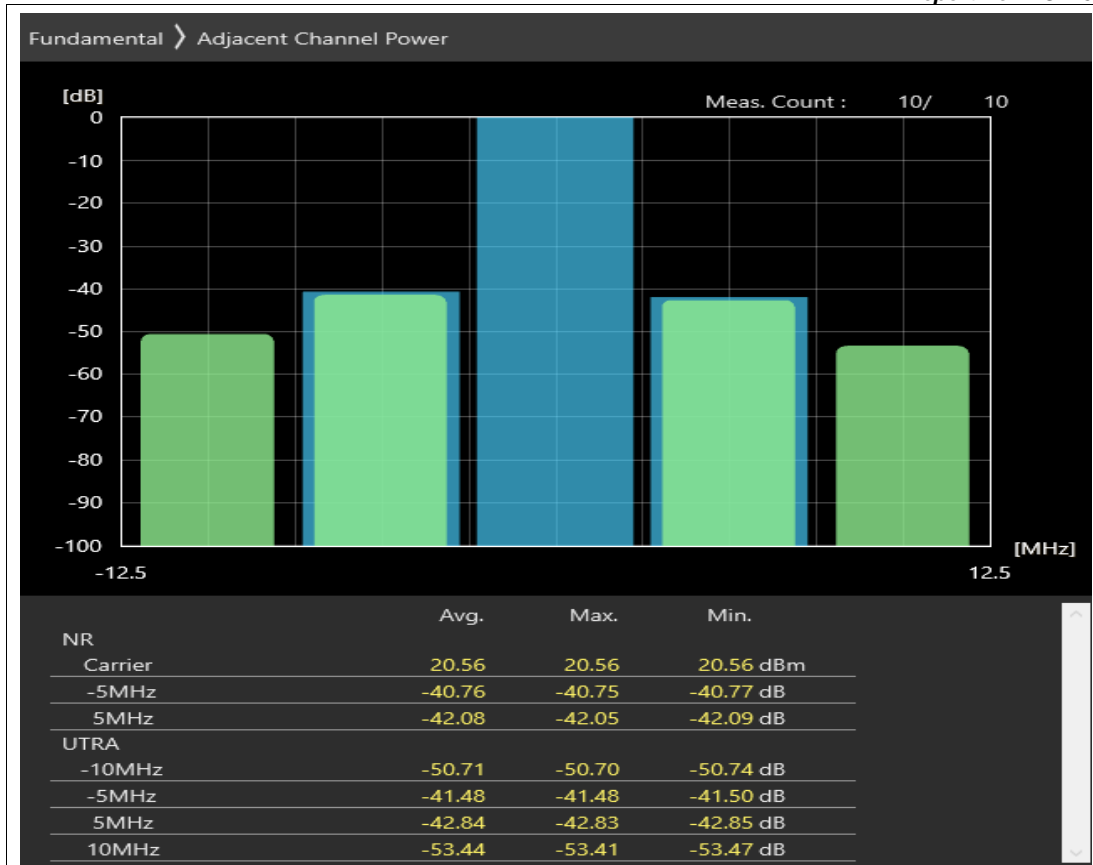 Fundamental 〉 Adjacent Channel Power
[dB]
Meas. Count : 10/ 10
0
-10
-20
-30
-40
-50
-60
-70
-80
-90
-100
[MHz]
-12.5 12.5
Avg. Max. Min.
NR
Carrier 20.56 20.56 20.56 dBm
-5MHz -40.76 -40.75 -40.77 dB
5MHz -42.08 -42.05 -42.09 dB
UTRA
-10MHz -50.71 -50.70 -50.74 dB
-5MHz -41.48 -41.48 -41.50 dB
5MHz -42.84 -42.83 -42.85 dB
10MHz -53.44 -53.41 -53.47 dB